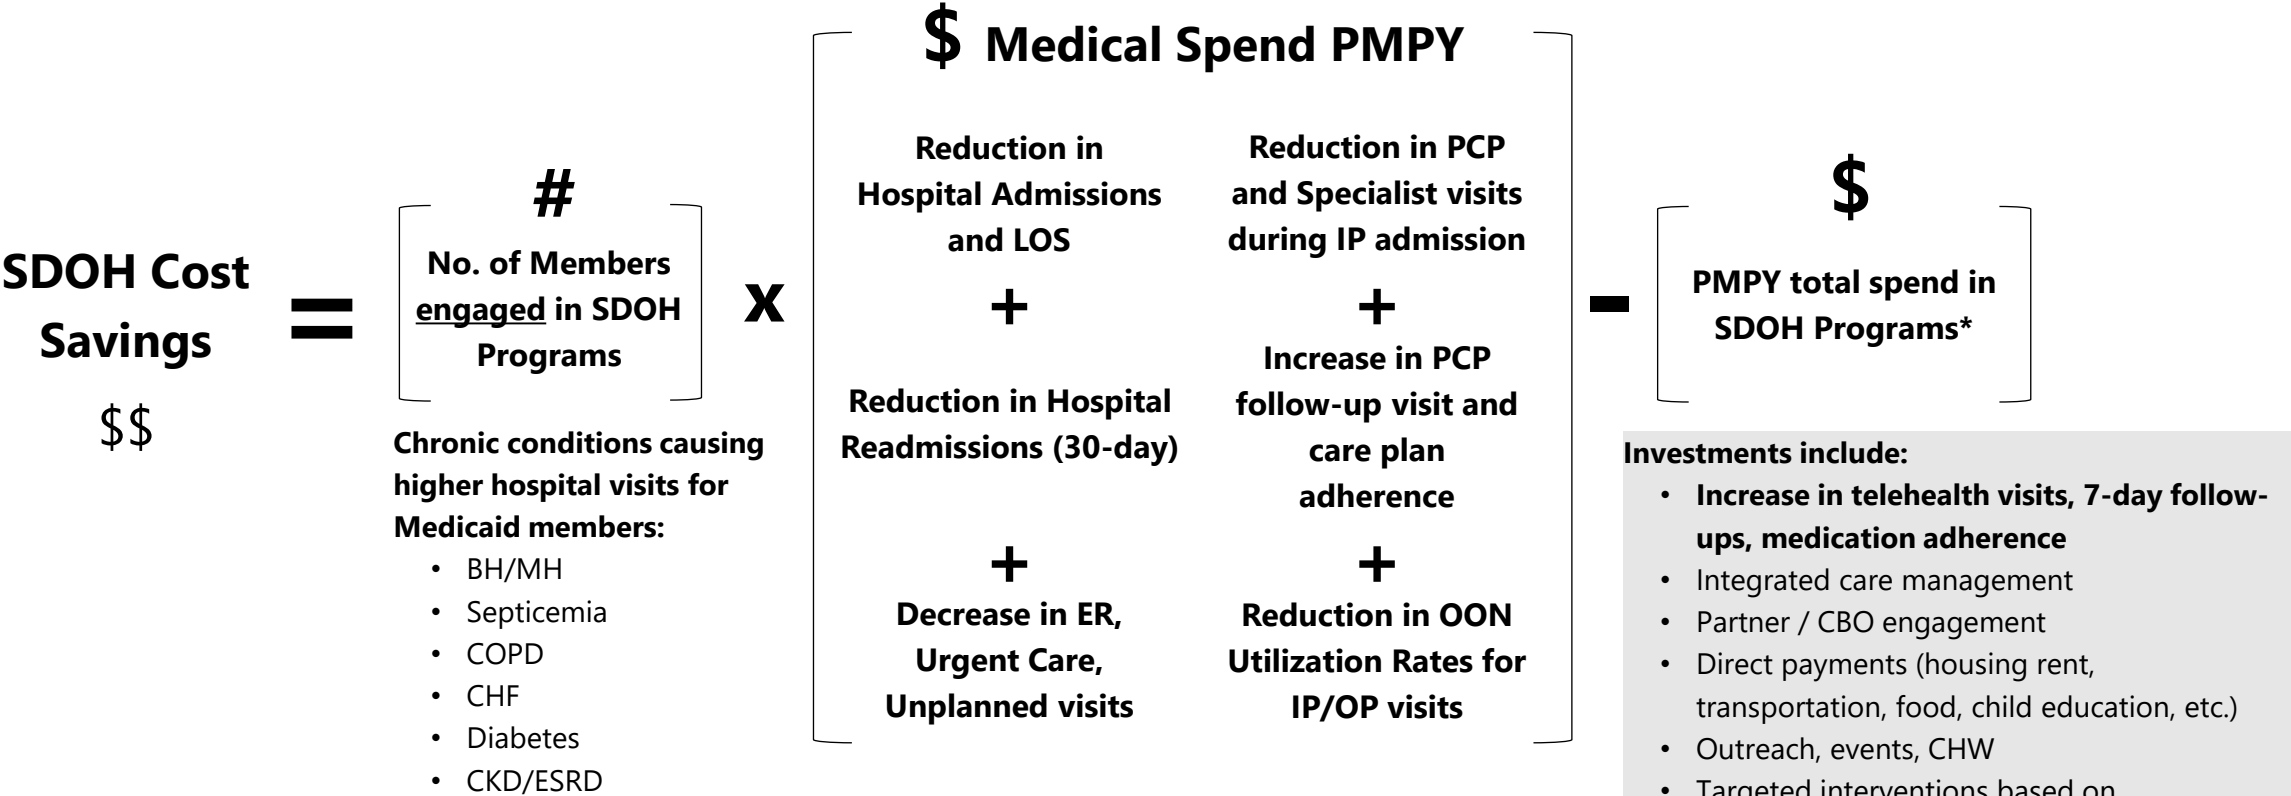 SDOH Cost
Savings
$$
=
#
No. of Members
engaged in SDOH
Programs
Chronic conditions causing
higher hospital visits for
Medicaid members:
• BH/MH
• Septicemia
• COPD
• CHF
• Diabetes
• CKD/ESRD
x
$ Medical Spend PMPY
Reduction in
Hospital Admissions
and LOS
+
Reduction in Hospital
Readmissions (30-day)
+
Decrease in ER,
Urgent Care,
Unplanned visits
Reduction in PCP
and Specialist visits
during IP admission
+
Increase in PCP
follow-up visit and
care plan
adherence
+
Reduction in OON
Utilization Rates for
IP/OP visits
-
$
PMPY total spend in
SDOH Programs*
Investments include:
• Increase in telehealth visits, 7-day follow-
ups, medication adherence
• Integrated care management
• Partner / CBO engagement
• Direct payments (housing rent,
transportation, food, child education, etc.)
• Outreach, events, CHW
• Targeted interventions based on